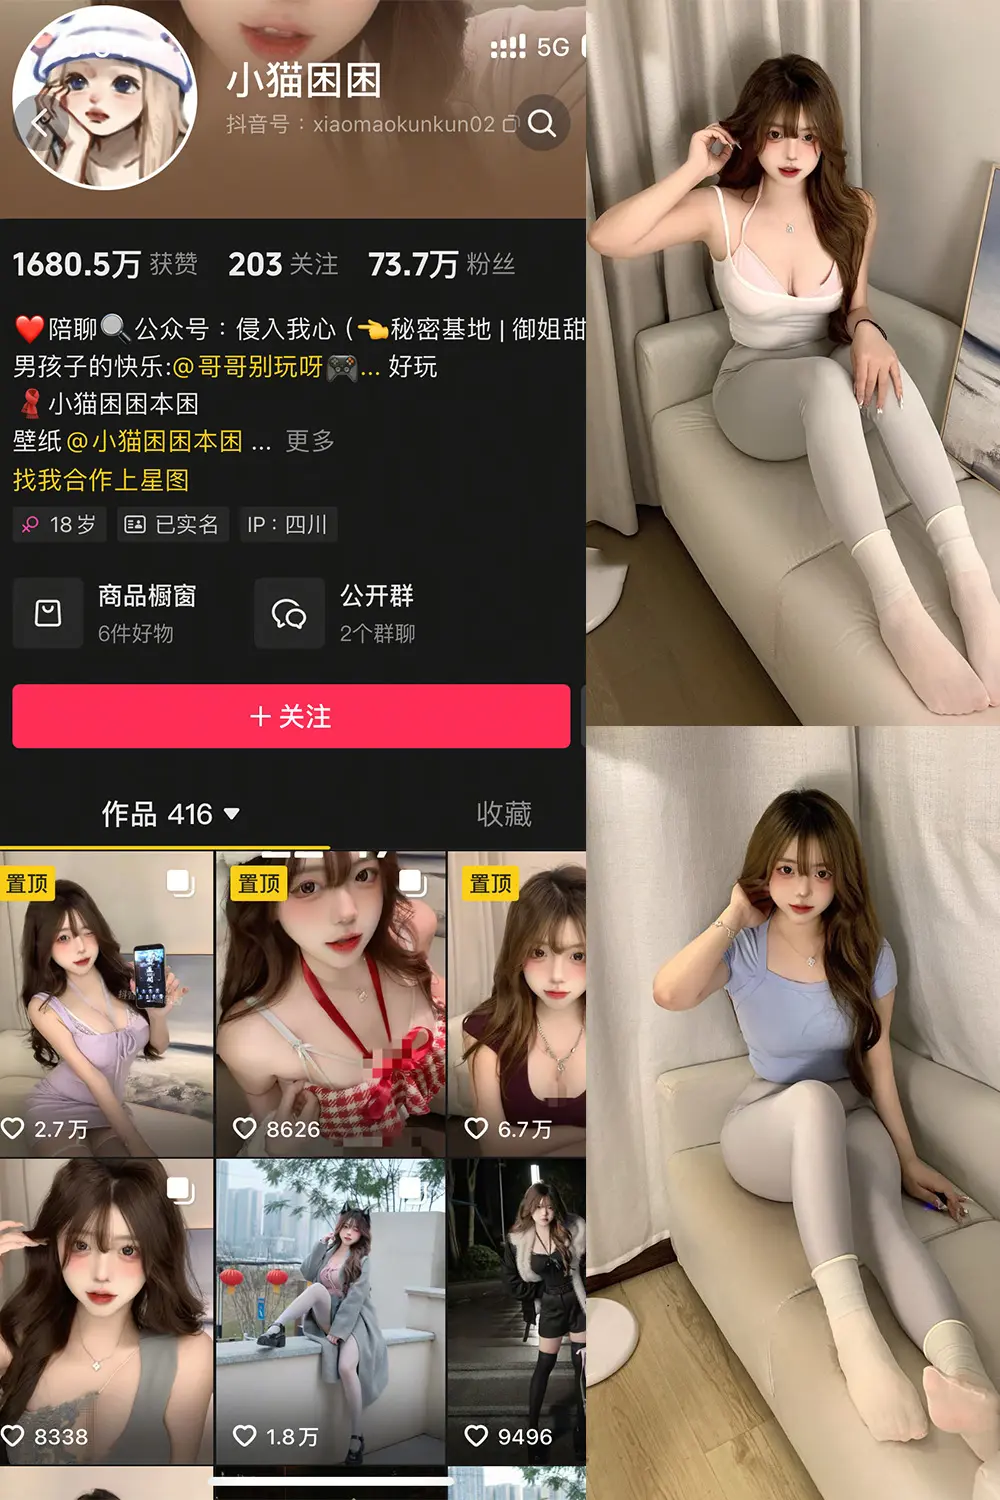 5G
小猫困困
抖音号：xiaomaokunkun02
1680.5万 获赞 203 关注 73.7万 粉丝
❤️陪聊🔍公众号：侵入我心（👈秘密基地 | 御姐甜
男孩子的快乐:@哥哥别玩呀🎮... 好玩
🧣小猫困困本困
壁纸@小猫困困本困 ... 更多
找我合作上星图
♀ 18岁 已实名 IP：四川
商品橱窗 公开群
6件好物 2个群聊
＋关注
作品 416 收藏
置顶 置顶 置顶
2.7万 8626 6.7万
8338 1.8万 9496